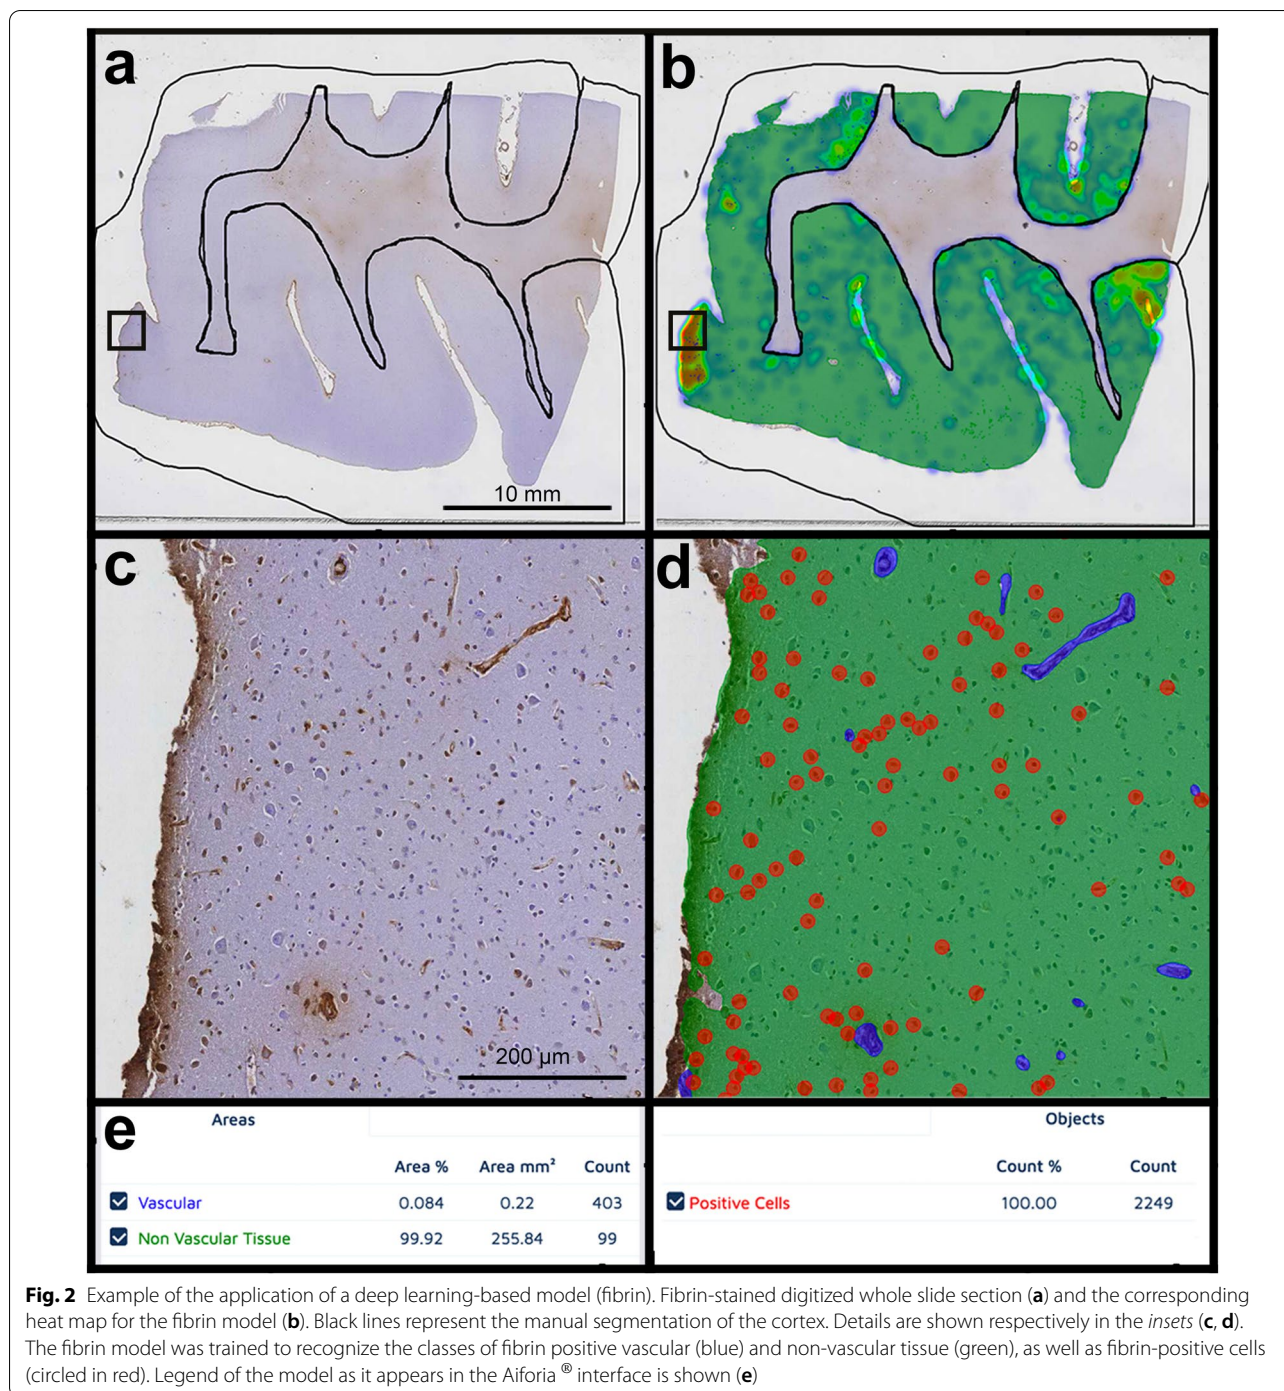 a
b
10 mm
c
d
200 µm
e
Areas
Area % Area mm² Count
Vascular 0.084 0.22 403
Non Vascular Tissue 99.92 255.84 99
Objects
Count % Count
Positive Cells 100.00 2249
Fig. 2 Example of the application of a deep learning-based model (fibrin). Fibrin-stained digitized whole slide section (a) and the corresponding
heat map for the fibrin model (b). Black lines represent the manual segmentation of the cortex. Details are shown respectively in the insets (c, d).
The fibrin model was trained to recognize the classes of fibrin positive vascular (blue) and non-vascular tissue (green), as well as fibrin-positive cells
(circled in red). Legend of the model as it appears in the Aiforia ® interface is shown (e)